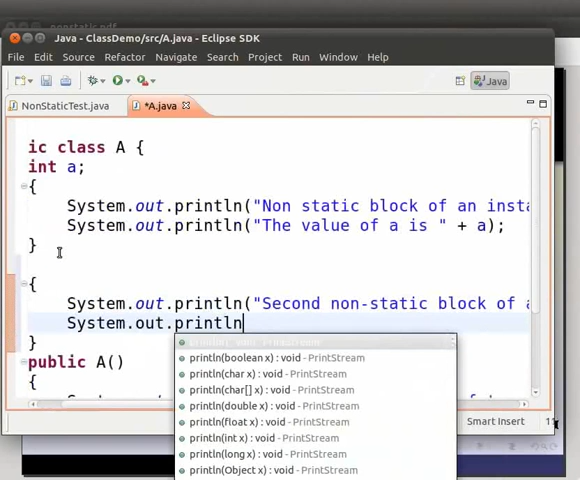 Java - ClassDemo/src/A.java - Eclipse SDK
File Edit Source Refactor Navigate Search Project Run Window Help
Java
NonStaticTest.java *A.java
ic class A {
int a;
{
System.out.println("Non static block of an insta
System.out.println("The value of a is " + a);
}
{
System.out.println("Second non-static block of a
System.out.println
}
public A()
{
println(boolean x) : void - PrintStream
println(char x) : void - PrintStream
println(char[] x) : void - PrintStream
println(double x) : void - PrintStream
println(float x) : void - PrintStream
println(int x) : void - PrintStream
println(long x) : void - PrintStream
println(Object x) : void - PrintStream
Smart Insert